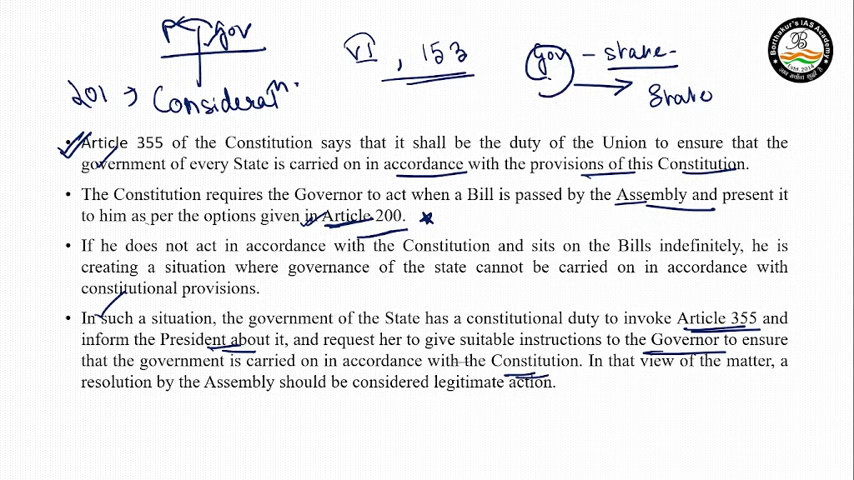 P gov
VI, 153
gov - state
State
201 → Considerat^n.
Borthakur's IAS Academy
B
• Article 355 of the Constitution says that it shall be the duty of the Union to ensure that the
government of every State is carried on in accordance with the provisions of this Constitution.
• The Constitution requires the Governor to act when a Bill is passed by the Assembly and present it
to him as per the options given in Article 200.
• If he does not act in accordance with the Constitution and sits on the Bills indefinitely, he is
creating a situation where governance of the state cannot be carried on in accordance with
constitutional provisions.
• In such a situation, the government of the State has a constitutional duty to invoke Article 355 and
inform the President about it, and request her to give suitable instructions to the Governor to ensure
that the government is carried on in accordance with the Constitution. In that view of the matter, a
resolution by the Assembly should be considered legitimate action.